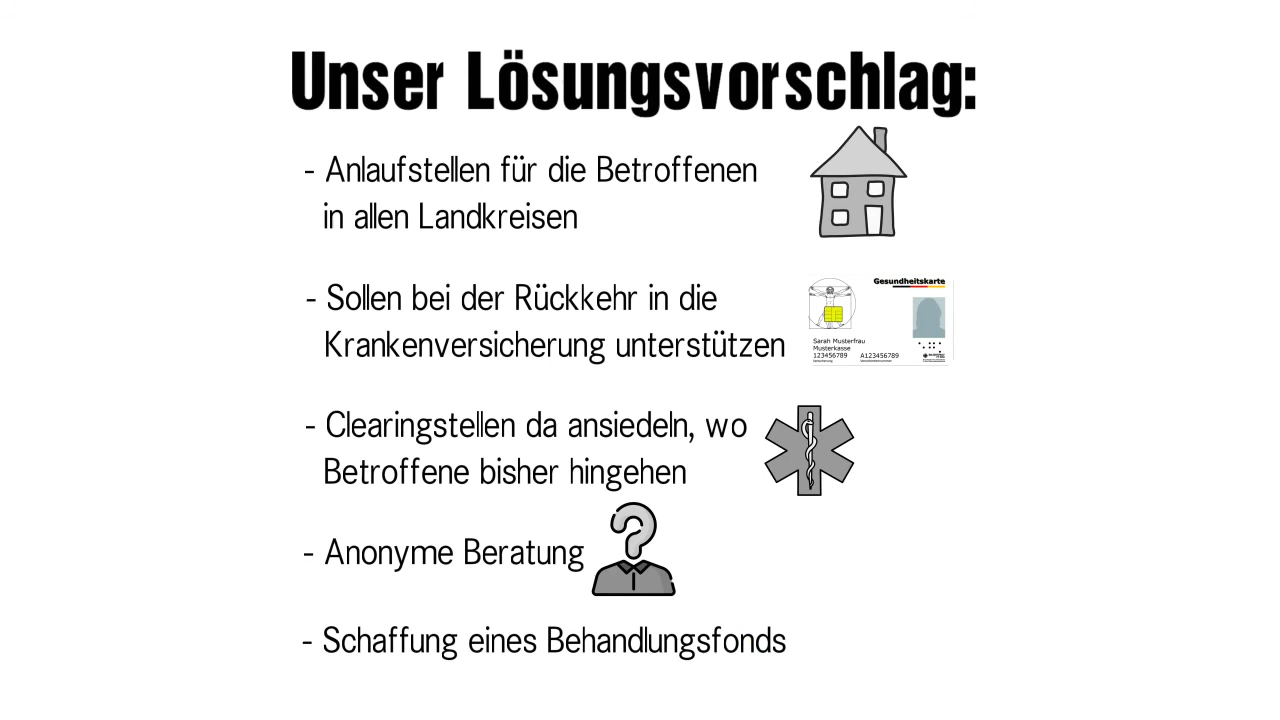 Unser Lösungsvorschlag:
- Anlaufstellen für die Betroffenen
in allen Landkreisen
- Sollen bei der Rückkehr in die
Krankenversicherung unterstützen
Gesundheitskarte
Sarah Musterfrau
Musterkasse
123456789 A123456789
- Clearingstellen da ansiedeln, wo
Betroffene bisher hingehen
- Anonyme Beratung
- Schaffung eines Behandlungsfonds